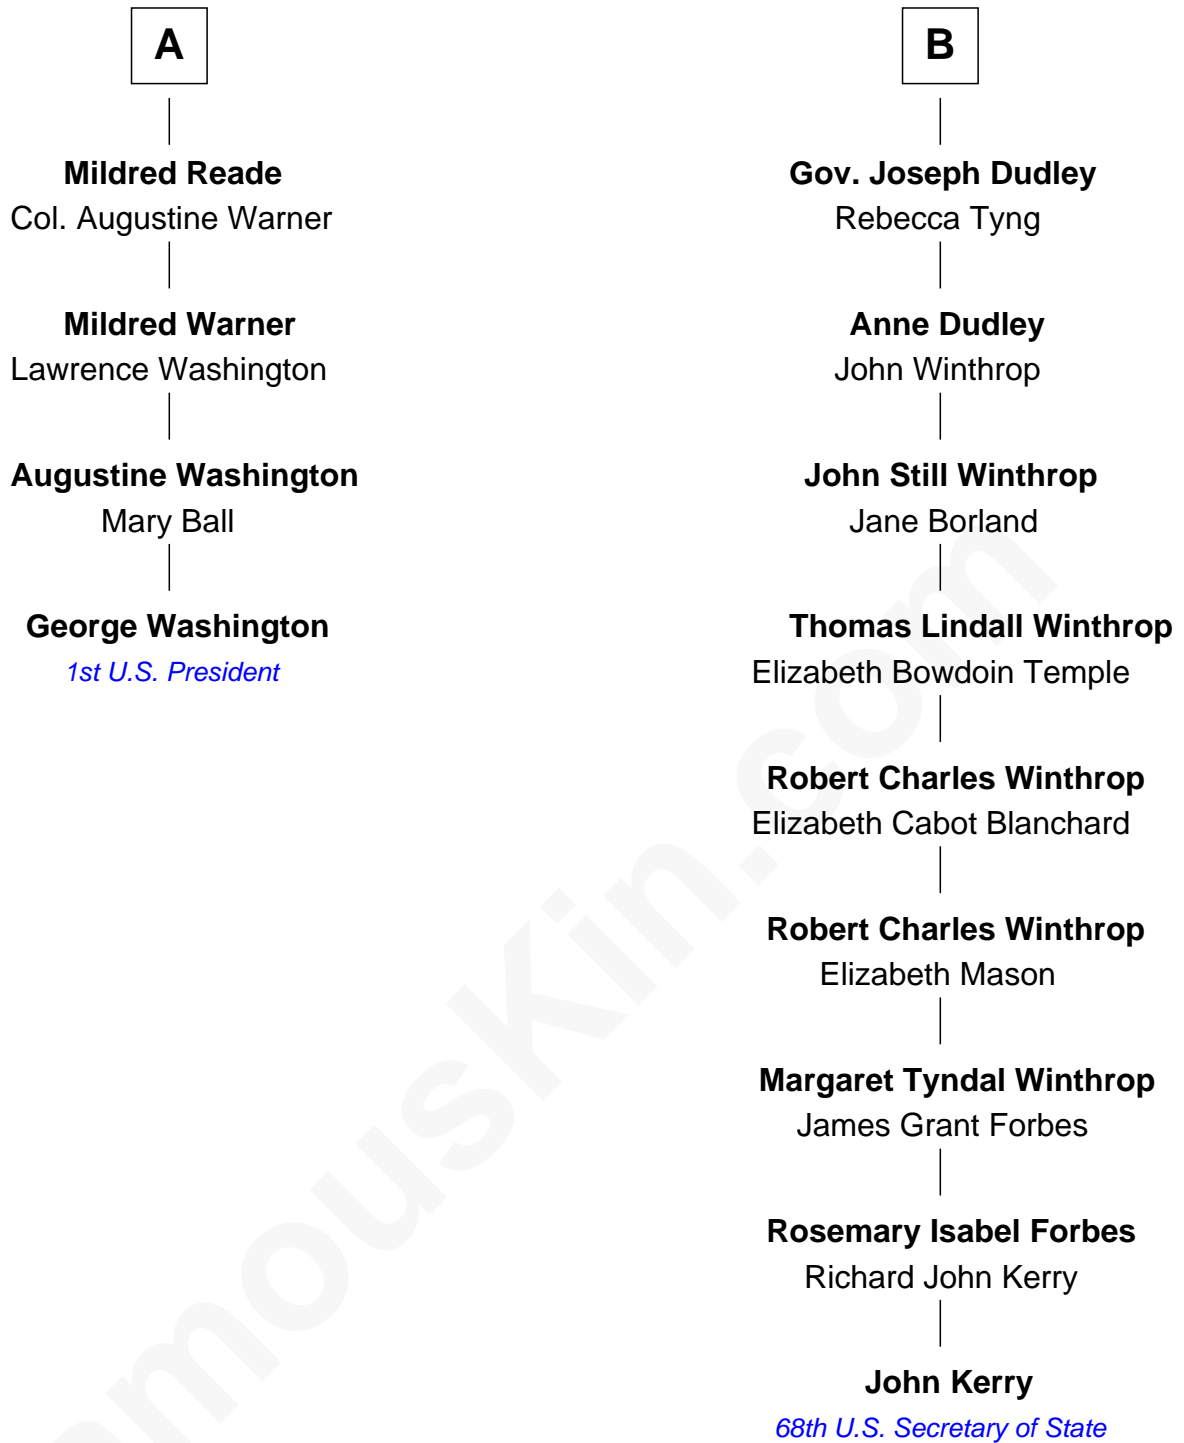 A
Mildred Reade
Col. Augustine Warner
Mildred Warner
Lawrence Washington
Augustine Washington
Mary Ball
George Washington
1st U.S. President
B
Gov. Joseph Dudley
Rebecca Tyng
Anne Dudley
John Winthrop
John Still Winthrop
Jane Borland
Thomas Lindall Winthrop
Elizabeth Bowdoin Temple
Robert Charles Winthrop
Elizabeth Cabot Blanchard
Robert Charles Winthrop
Elizabeth Mason
Margaret Tyndal Winthrop
James Grant Forbes
Rosemary Isabel Forbes
Richard John Kerry
John Kerry
68th U.S. Secretary of State
amousKin.com